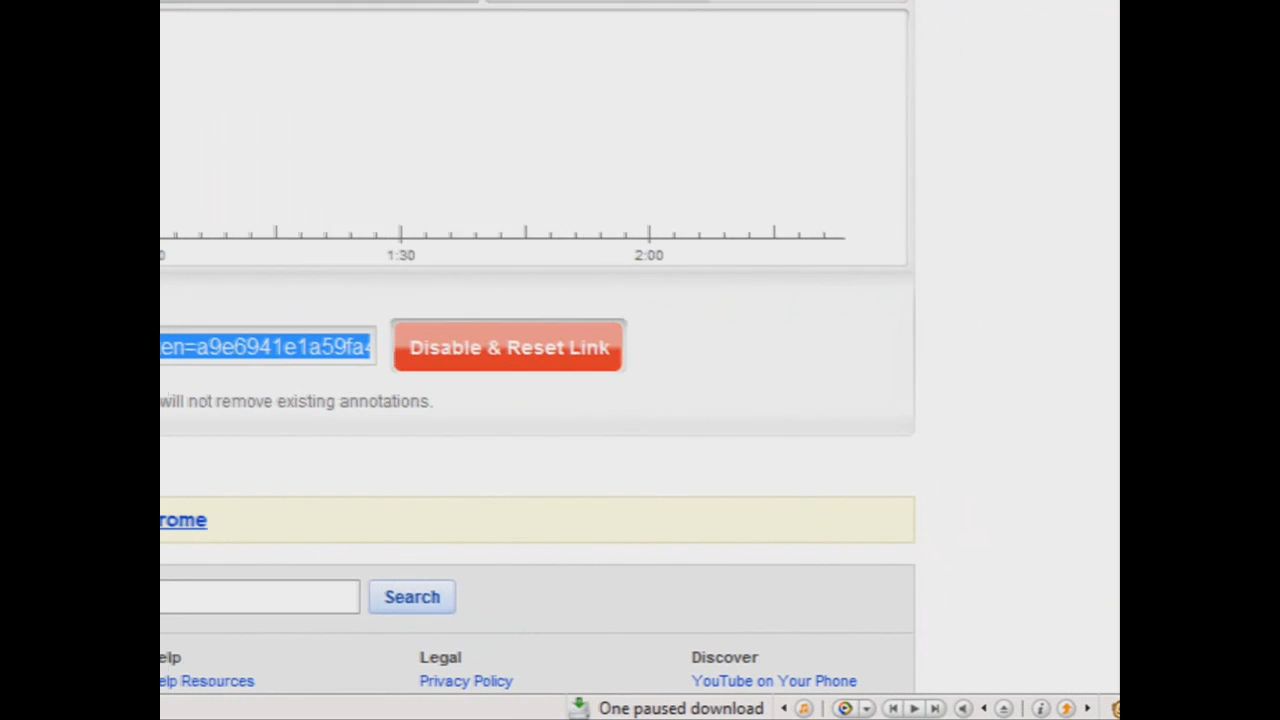 1:30 2:00
en=a9e6941e1a59fa Disable & Reset Link
will not remove existing annotations.
rome
Search
elp Legal Discover
elp Resources Privacy Policy YouTube on Your Phone
One paused download